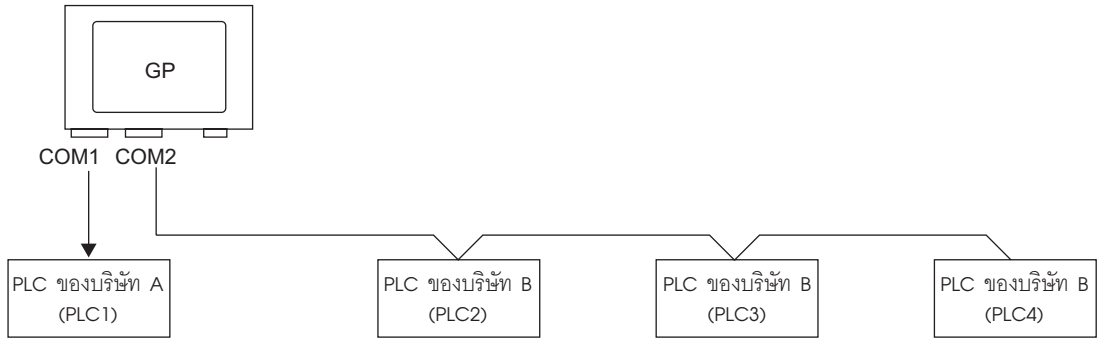 GP
COM1 COM2
PLC ของบริษัท A
(PLC1)
PLC ของบริษัท B
(PLC2)
PLC ของบริษัท B
(PLC3)
PLC ของบริษัท B
(PLC4)